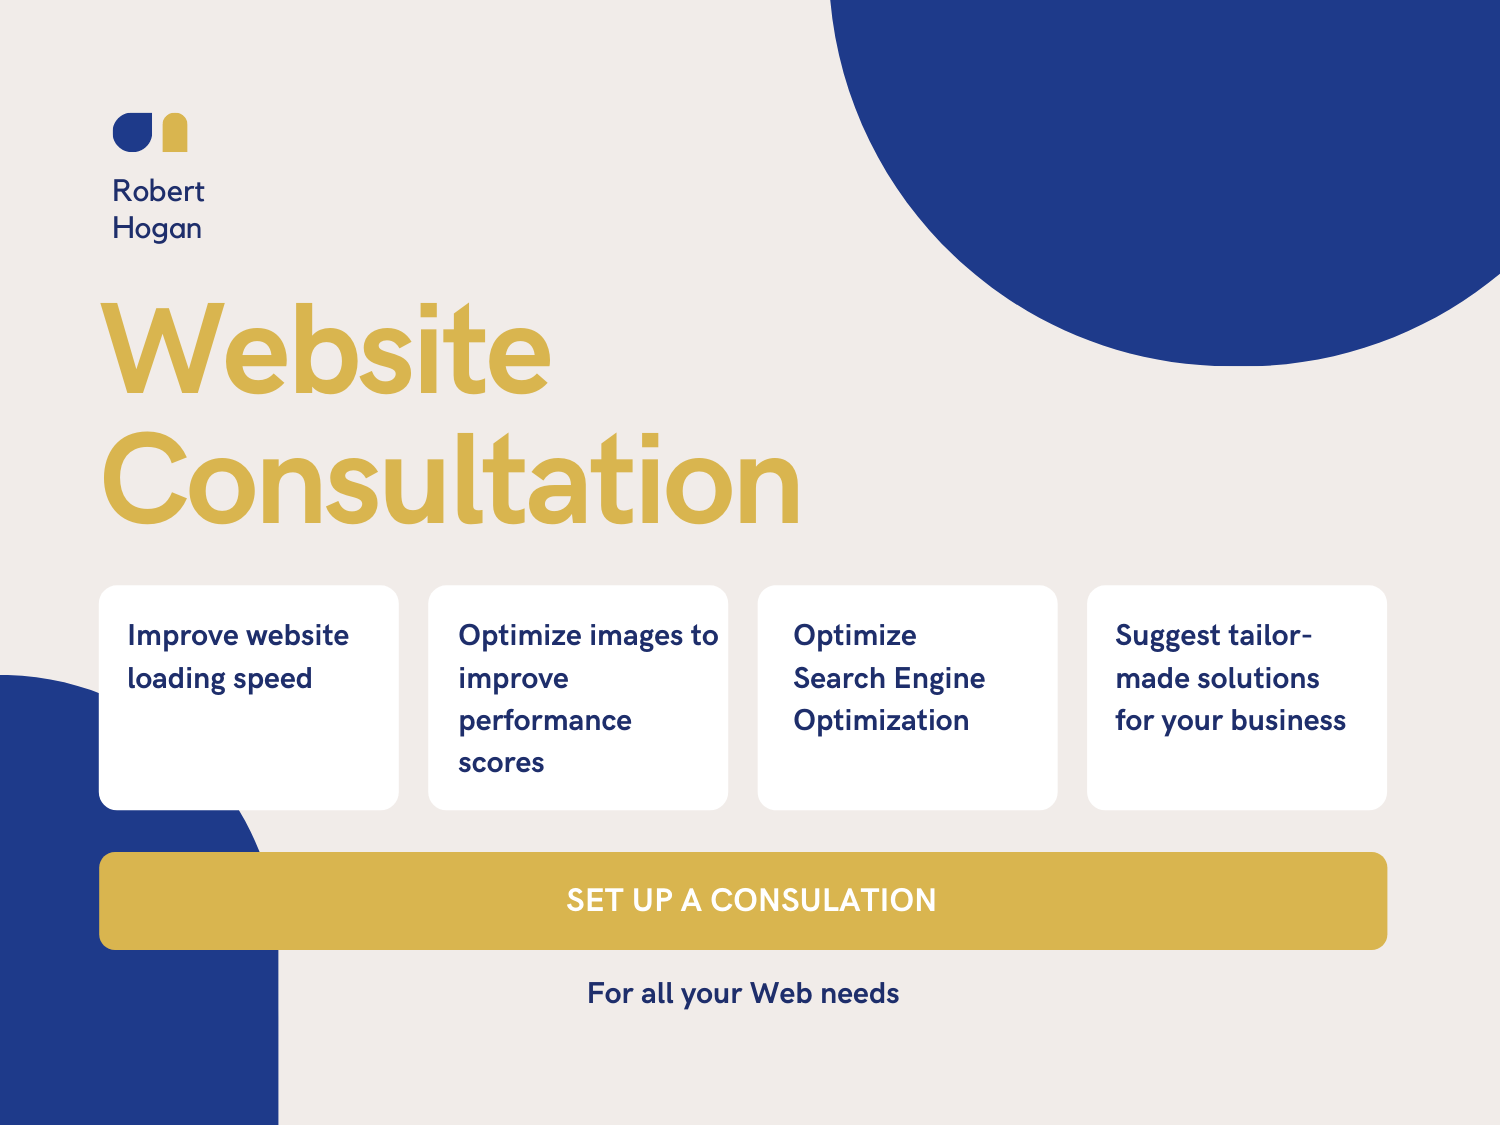 Robert
Hogan
Website
Consultation
Improve website
loading speed
Optimize images to
improve
performance
scores
Optimize
Search Engine
Optimization
Suggest tailor-
made solutions
for your business
SET UP A CONSULATION
For all your Web needs